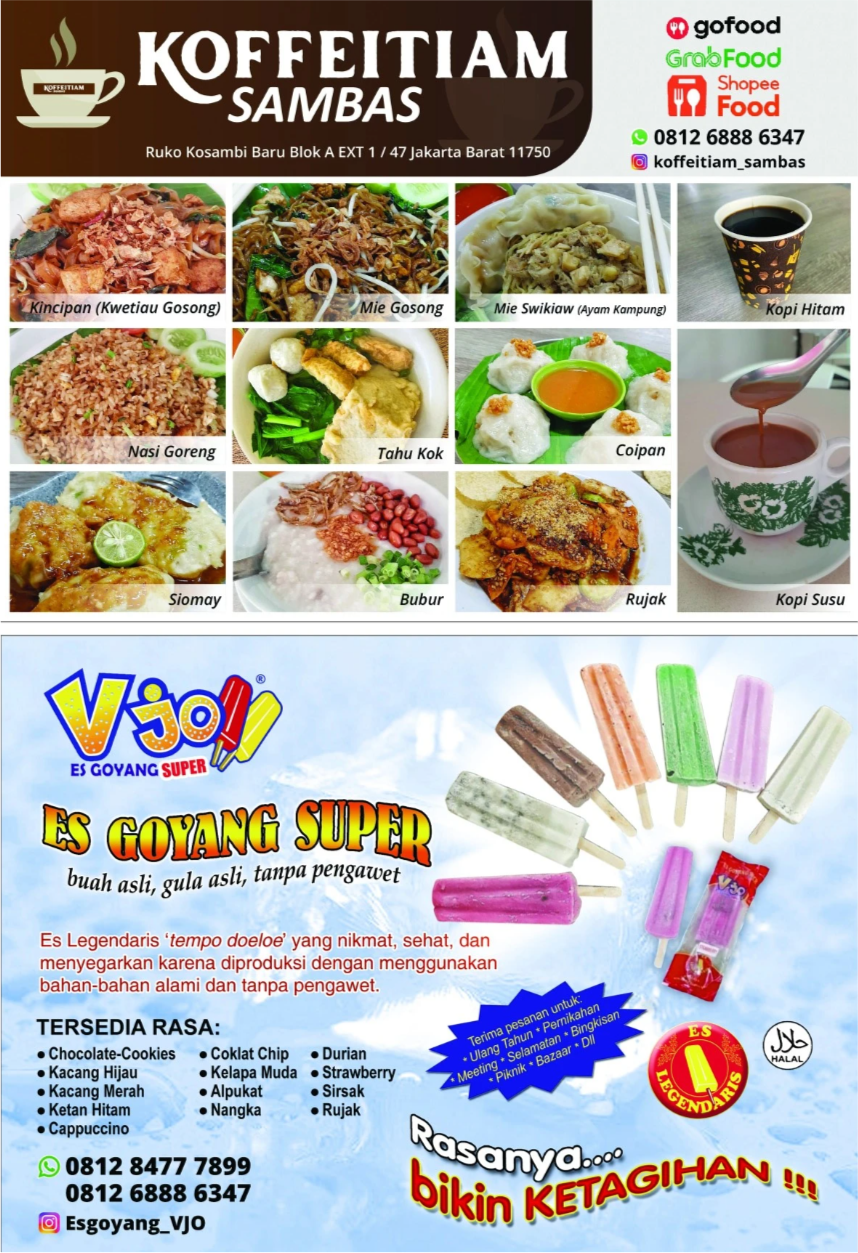 KOFFEITIAM
SAMBAS
KOFFEITIAM
SAMBAS
Ruko Kosambi Baru Blok A EXT 1 / 47 Jakarta Barat 11750
gofood
GrabFood
Shopee
Food
0812 6888 6347
koffeitiam_sambas
Kincipan (Kwetiau Gosong)
Mie Gosong
Mie Swikiaw (Ayam Kampung)
Kopi Hitam
Nasi Goreng
Tahu Kok
Coipan
Siomay
Bubur
Rujak
Kopi Susu
Vjo ®
ES GOYANG SUPER
ES GOYANG SUPER
buah asli, gula asli, tanpa pengawet
Es Legendaris ‘tempo doeloe’ yang nikmat, sehat, dan
menyegarkan karena diproduksi dengan menggunakan
bahan-bahan alami dan tanpa pengawet.
TERSEDIA RASA:
• Chocolate-Cookies
• Kacang Hijau
• Kacang Merah
• Ketan Hitam
• Cappuccino
• Coklat Chip
• Kelapa Muda
• Alpukat
• Nangka
• Durian
• Strawberry
• Sirsak
• Rujak
Vjo
Terima pesanan untuk:
* Ulang Tahun * Pernikahan
* Meeting * Selamatan * Bingkisan
* Piknik * Bazaar * Dll
ES
LEGENDARIS
حلال
HALAL
0812 8477 7899
0812 6888 6347
Esgoyang_VJO
Rasanya....
bikin KETAGIHAN !!!